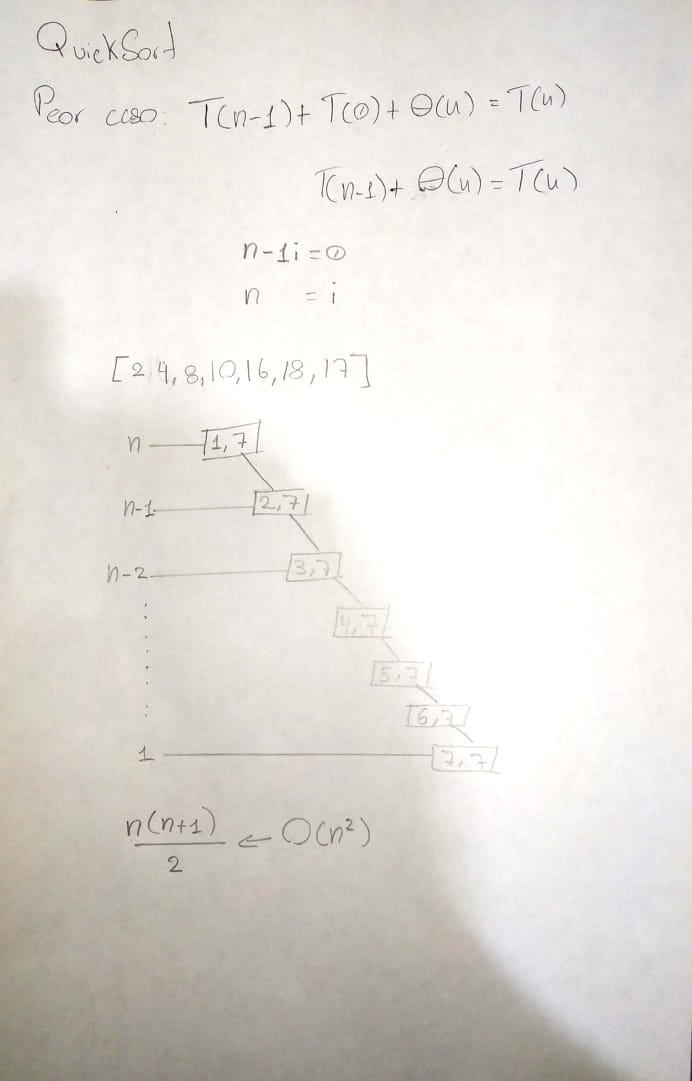 QuickSort
Peor caso: T(n-1)+ T(0)+ Θ(n) = T(n)
T(n-1)+ Θ(n) = T(n)
n-1i = 0
n = i
[2,4,8,10,16,18,17]
n 1,7
n-1 2,7
n-2 3,7
4,7
5,7
6,7
1 7,7
n(n+1)
2
← O(n²)